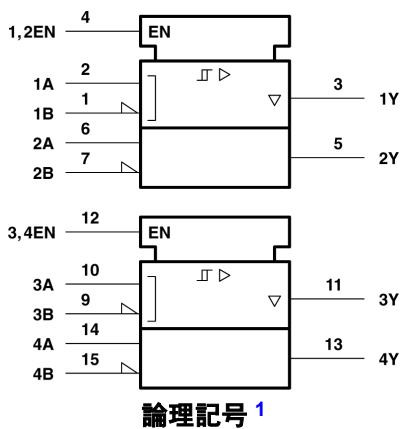 1,2EN 4 EN
1A 2
1B 1
3 1Y
2A 6
2B 7
5 2Y
3,4EN 12 EN
3A 10
3B 9
11 3Y
4A 14
4B 15
13 4Y
論理記号 1